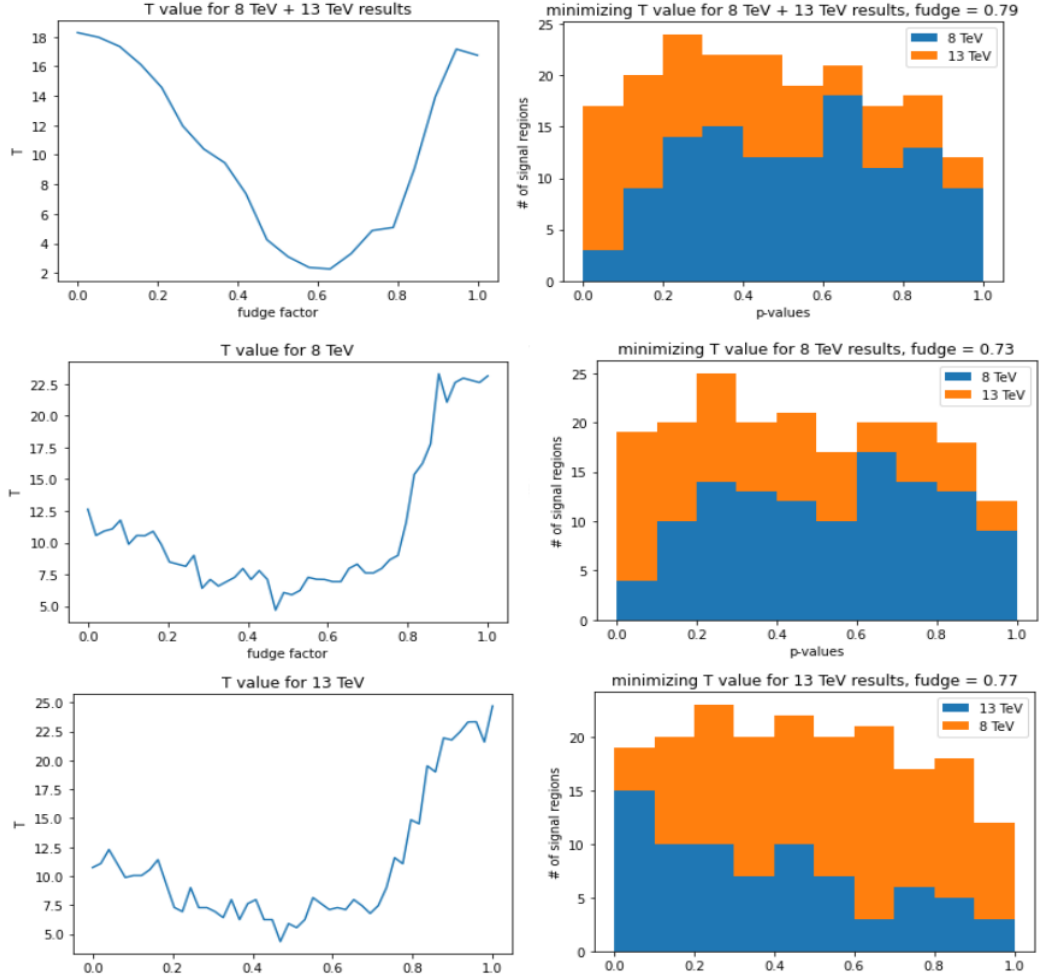 T value for 8 TeV + 13 TeV results
18
16
14
12
10
8
6
4
2
T
0.0 0.2 0.4 0.6 0.8 1.0
fudge factor
minimizing T value for 8 TeV + 13 TeV results, fudge = 0.79
8 TeV
13 TeV
25
20
15
10
5
0
# of signal regions
0.0 0.2 0.4 0.6 0.8 1.0
p-values
T value for 8 TeV
22.5
20.0
17.5
15.0
12.5
10.0
7.5
5.0
T
0.0 0.2 0.4 0.6 0.8 1.0
fudge factor
minimizing T value for 8 TeV results, fudge = 0.73
8 TeV
13 TeV
25
20
15
10
5
0
# of signal regions
0.0 0.2 0.4 0.6 0.8 1.0
p-values
T value for 13 TeV
25.0
22.5
20.0
17.5
15.0
12.5
10.0
7.5
5.0
T
0.0 0.2 0.4 0.6 0.8 1.0
minimizing T value for 13 TeV results, fudge = 0.77
13 TeV
8 TeV
20
15
10
5
0
# of signal regions
0.0 0.2 0.4 0.6 0.8 1.0